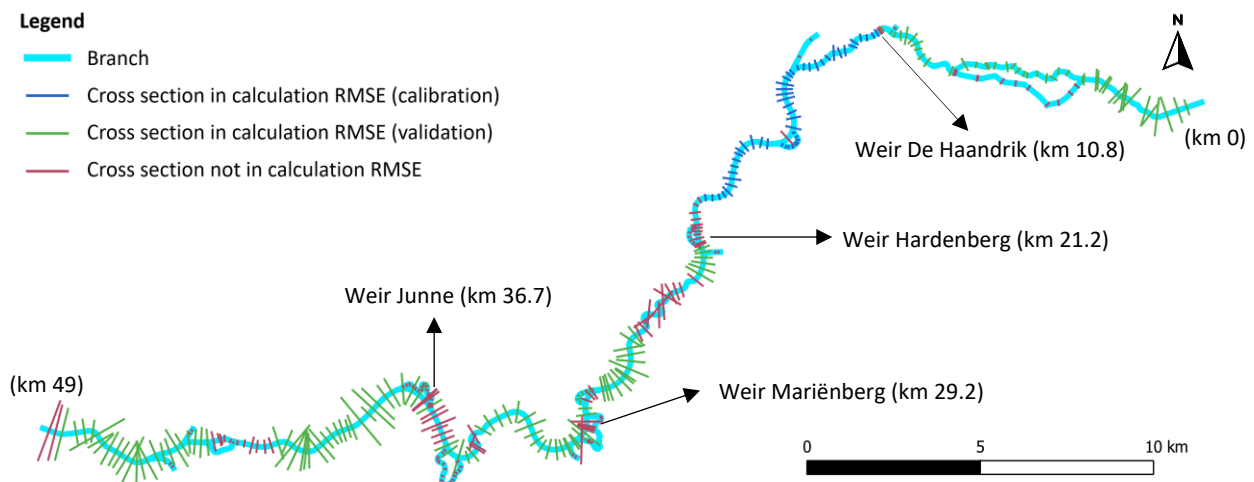 Legend
Branch
Cross section in calculation RMSE (calibration)
Cross section in calculation RMSE (validation)
Cross section not in calculation RMSE
N
Weir De Haandrik (km 10.8)
(km 0)
Weir Hardenberg (km 21.2)
Weir Junne (km 36.7)
(km 49)
Weir Mariënberg (km 29.2)
0 5 10 km